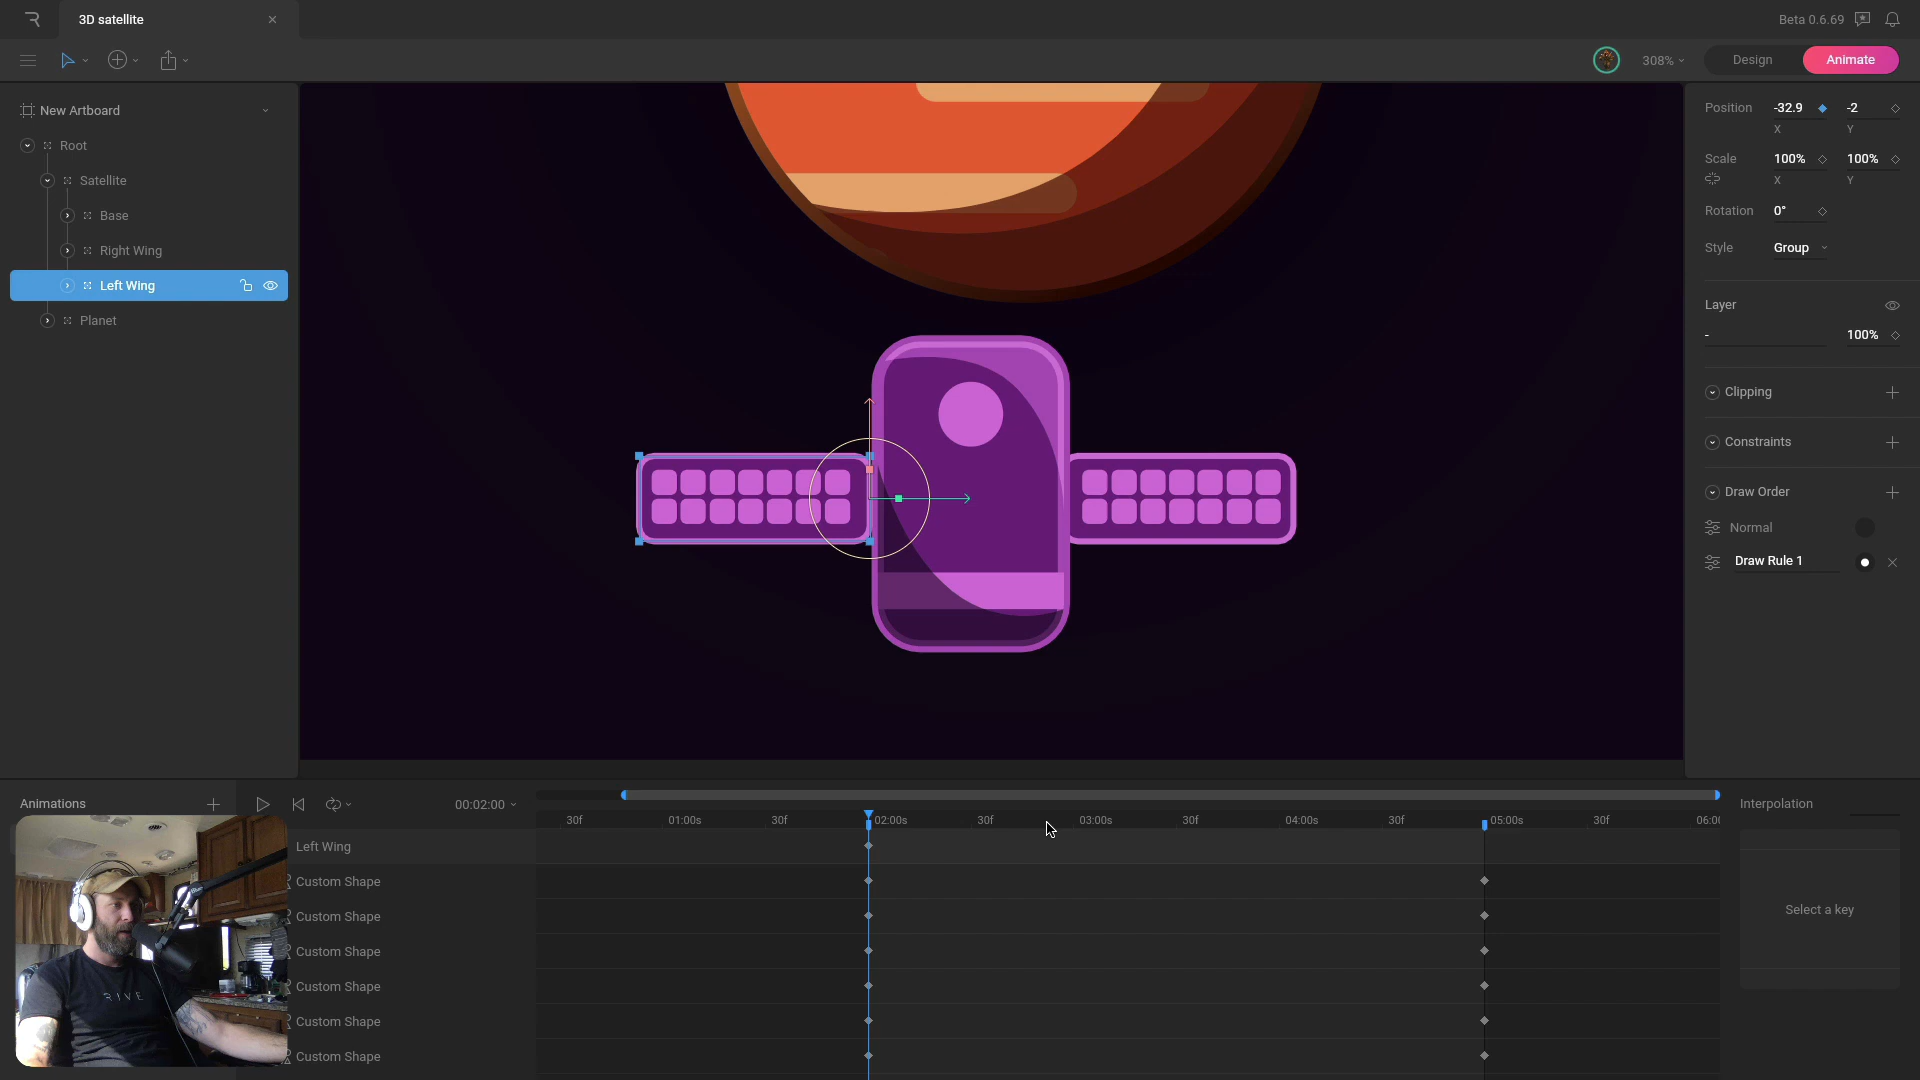 3D satellite
Beta 0.6.69
308%
Design
Animate
New Artboard
Root
Satellite
Base
Right Wing
Left Wing
Planet
Position
-32.9
-2
X
Y
Scale
100%
100%
X
Y
Rotation
0°
Style
Group
Layer
-
100%
Clipping
Constraints
Draw Order
Normal
Draw Rule 1
Animations
00:02:00
30f
01:00s
30f
02:00s
30f
03:00s
30f
04:00s
30f
05:00s
30f
06:00
Interpolation
Select a key
Left Wing
Custom Shape
Custom Shape
Custom Shape
Custom Shape
Custom Shape
Custom Shape
RIVE